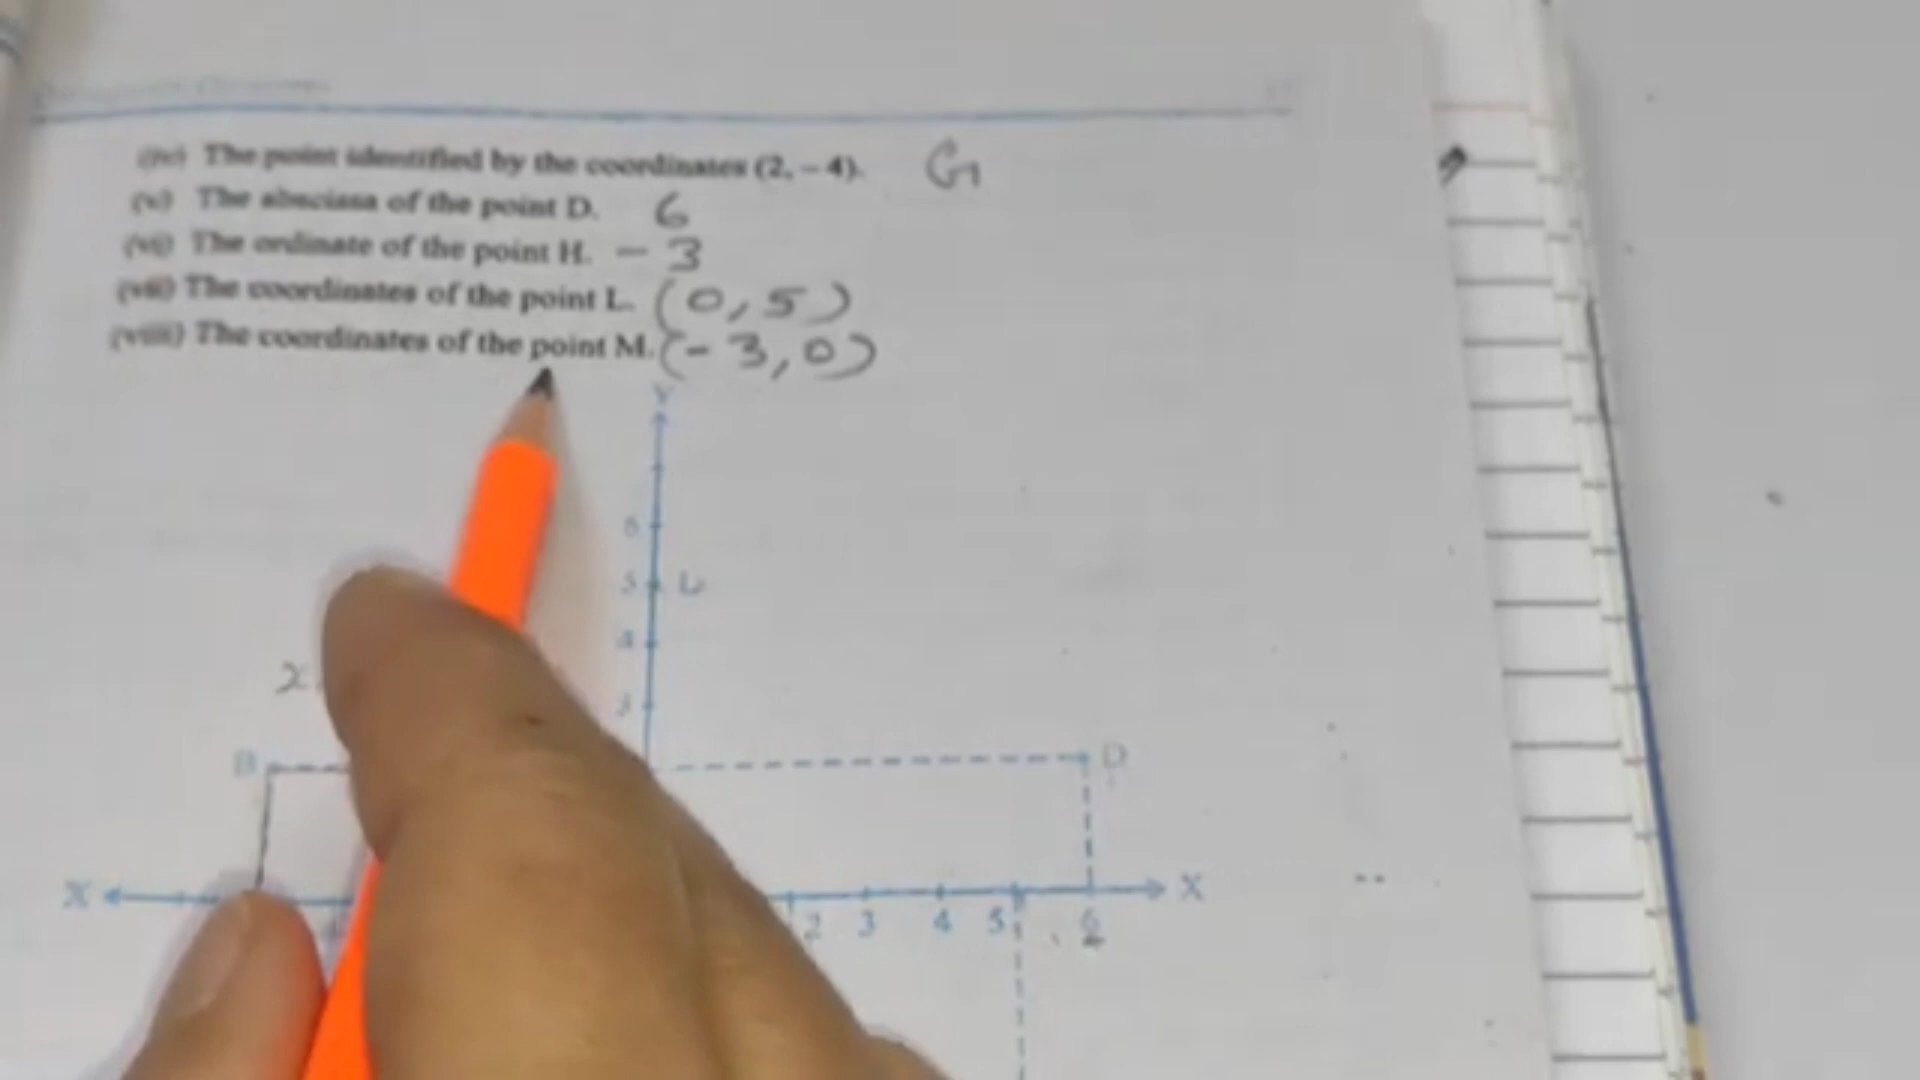 (iv) The point identified by the coordinates (2, – 4). G
(v) The abscissa of the point D. 6
(vi) The ordinate of the point H. - 3
(vii) The coordinates of the point L. (0,5)
(viii) The coordinates of the point M. (- 3,0)
Y
6
5 L
4
3
x
B D
X X
2 3 4 5 6